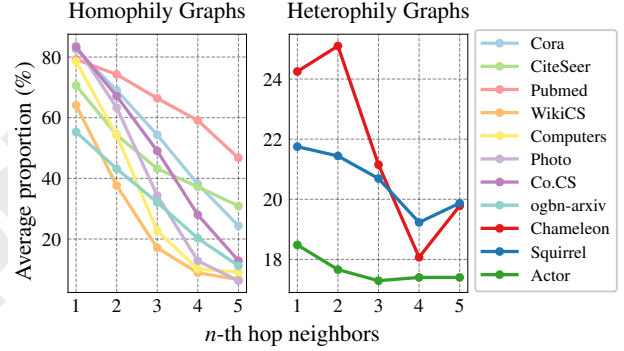 Homophily Graphs
Heterophily Graphs
Average proportion (%)
80
60
40
20
1 2 3 4 5
24
22
20
18
1 2 3 4 5
n-th hop neighbors
Cora
CiteSeer
Pubmed
WikiCS
Computers
Photo
Co.CS
ogbn-arxiv
Chameleon
Squirrel
Actor